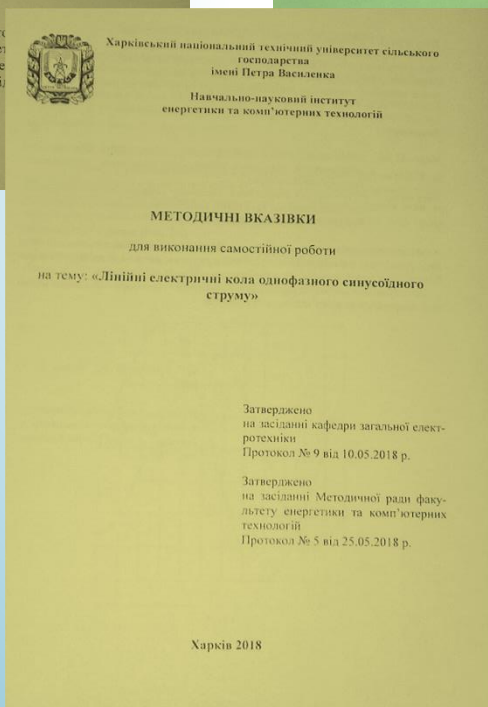 Харківський національний технічний університет сільського
господарства
імені Петра Василенка
Навчально-науковий інститут
енергетики та комп'ютерних технологій
МЕТОДИЧНІ ВКАЗІВКИ
для виконання самостійної роботи
на тему: «Лінійні електричні кола однофазного синусоїдного
струму»
Затверджено
на засіданні кафедри загальної елект-
ротехніки
Протокол № 9 від 10.05.2018 р.
Затверджено
на засіданні Методичної ради факу-
льтету енергетики та комп'ютерних
технологій
Протокол № 5 від 25.05.2018 р.
Харків 2018